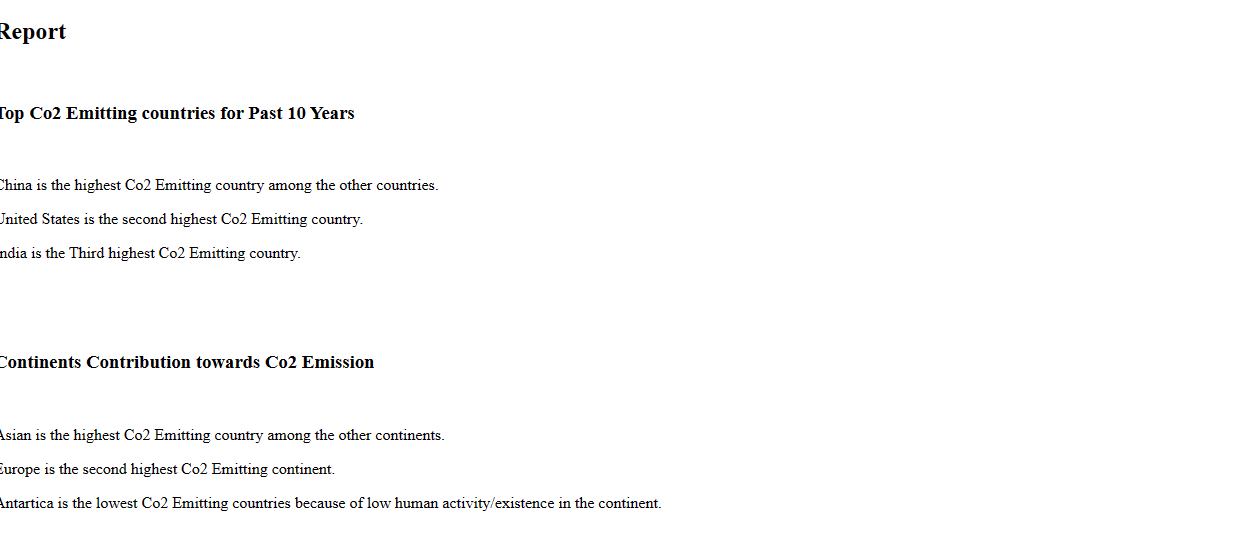 Report
Top Co2 Emitting countries for Past 10 Years
China is the highest Co2 Emitting country among the other countries.
United States is the second highest Co2 Emitting country.
India is the Third highest Co2 Emitting country.
Continents Contribution towards Co2 Emission
Asian is the highest Co2 Emitting country among the other continents.
Europe is the second highest Co2 Emitting continent.
Antartica is the lowest Co2 Emitting countries because of low human activity/existence in the continent.